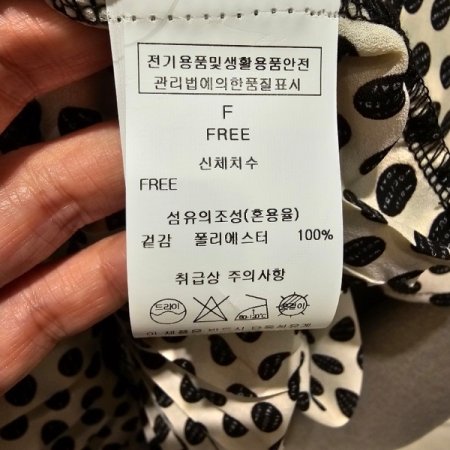 전기용품및생활용품안전
관리법에의한품질표시
F
FREE
신체치수
FREE
섬유의조성(혼용율)
겉감 폴리에스터 100%
취급상 주의사항
드라이